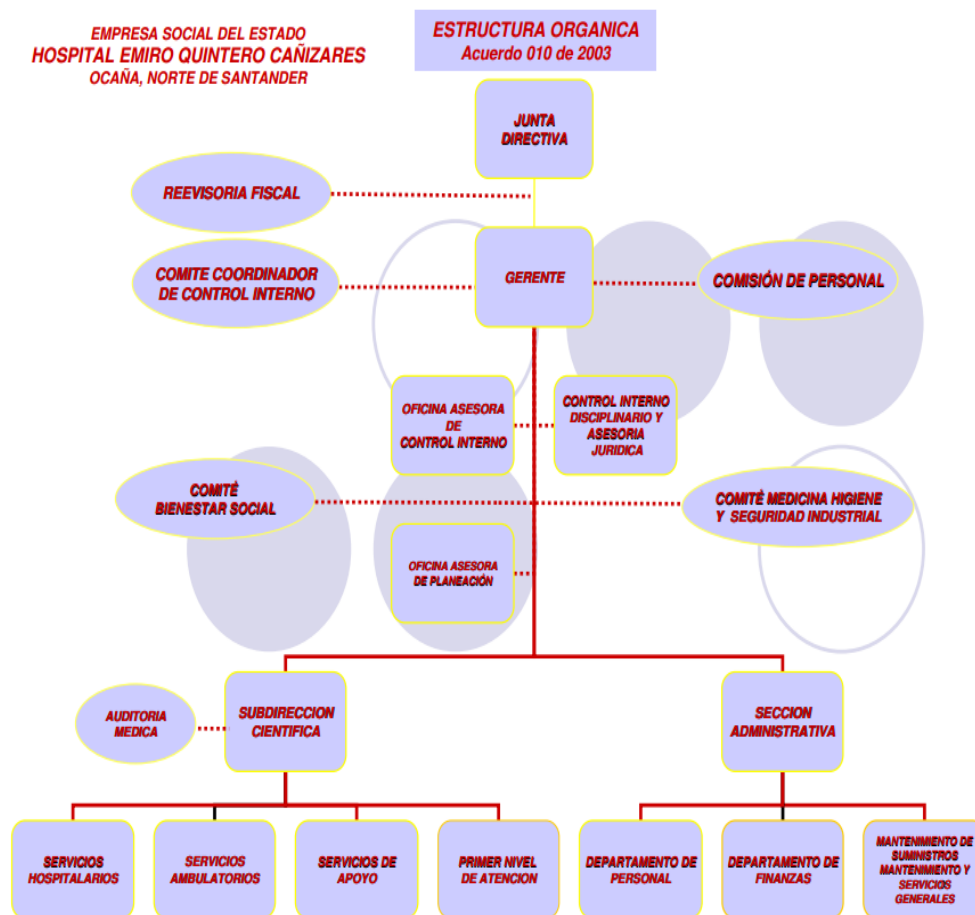 EMPRESA SOCIAL DEL ESTADO
HOSPITAL EMIRO QUINTERO CAÑIZARES
OCAÑA, NORTE DE SANTANDER
ESTRUCTURA ORGANICA
Acuerdo 010 de 2003
JUNTA
DIRECTIVA
REEVISORIA FISCAL
COMITE COORDINADOR
DE CONTROL INTERNO
GERENTE
COMISIÓN DE PERSONAL
OFICINA ASESORA
DE
CONTROL INTERNO
CONTROL INTERNO
DISCIPLINARIO Y
ASESORIA
JURIDICA
COMITÉ
BIENESTAR SOCIAL
COMITÉ MEDICINA HIGIENE
Y SEGURIDAD INDUSTRIAL
OFICINA ASESORA
DE PLANEACIÓN
AUDITORIA
MEDICA
SUBDIRECCION
CIENTIFICA
SECCION
ADMINISTRATIVA
SERVICIOS
HOSPITALARIOS
SERVICIOS
AMBULATORIOS
SERVICIOS DE
APOYO
PRIMER NIVEL
DE ATENCION
DEPARTAMENTO DE
PERSONAL
DEPARTAMENTO DE
FINANZAS
MANTENIMIENTO DE
SUMINISTROS
MANTENIMIENTO Y
SERVICIOS
GENERALES